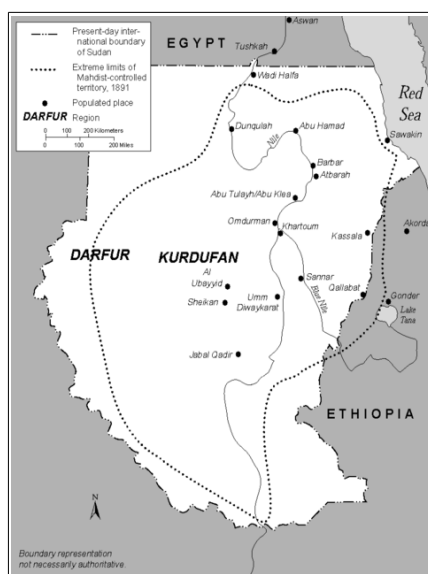 Present-day inter-
national boundary
of Sudan
Extreme limits of
Mahdist-controlled
territory, 1891
Populated place
DARFUR Region
0 100 200 Kilometers
0 100 200 Miles
Aswan
EGYPT
Tushkah
Wadi Halfa
Red
Sea
Sawakin
Dunqulah
Nile
Abu Hamad
Barbar
Atbarah
Abu Tulayh/Abu Klea
Omdurman
Khartoum
Kassala
Akordat
DARFUR
KURDUFAN
Al
Ubayyid
Sheikan
Umm
Diwaykarat
Sannar
Blue Nile
Qallabat
Gonder
Lake
Tana
Jabal Qadir
ETHIOPIA
N
Boundary representation
not necessarily authoritative.